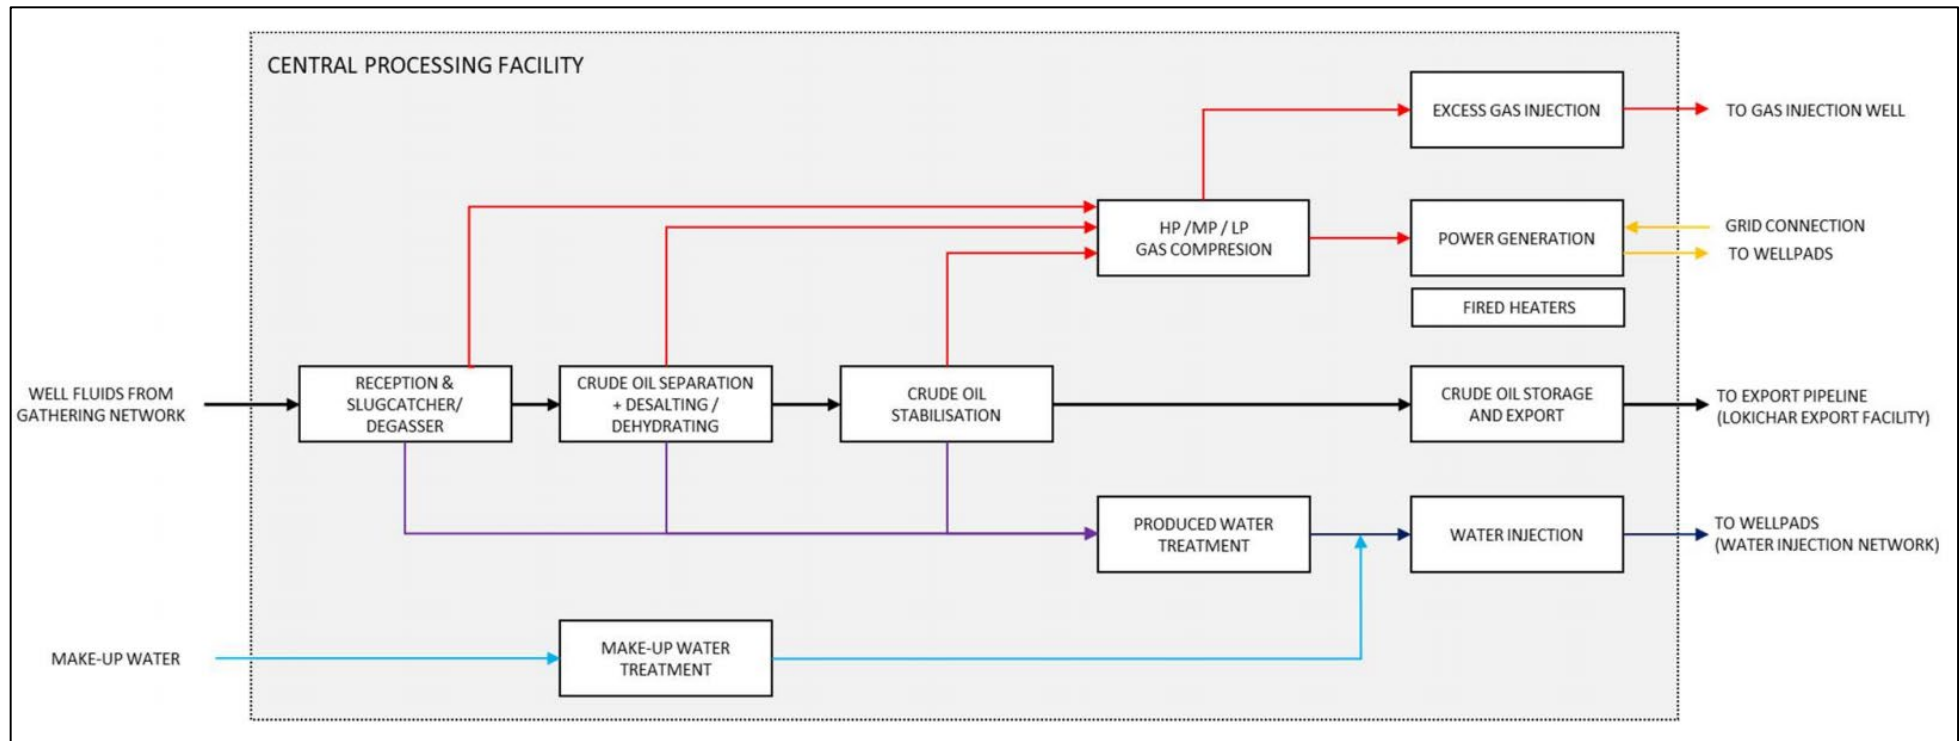 CENTRAL PROCESSING FACILITY
EXCESS GAS INJECTION
TO GAS INJECTION WELL
HP /MP / LP
GAS COMPRESION
POWER GENERATION
GRID CONNECTION
TO WELLPADS
FIRED HEATERS
WELL FLUIDS FROM
GATHERING NETWORK
RECEPTION &
SLUGCATCHER/
DEGASSER
CRUDE OIL SEPARATION
+ DESALTING /
DEHYDRATING
CRUDE OIL
STABILISATION
CRUDE OIL STORAGE
AND EXPORT
TO EXPORT PIPELINE
(LOKICHAR EXPORT FACILITY)
PRODUCED WATER
TREATMENT
WATER INJECTION
TO WELLPADS
(WATER INJECTION NETWORK)
MAKE-UP WATER
MAKE-UP WATER
TREATMENT